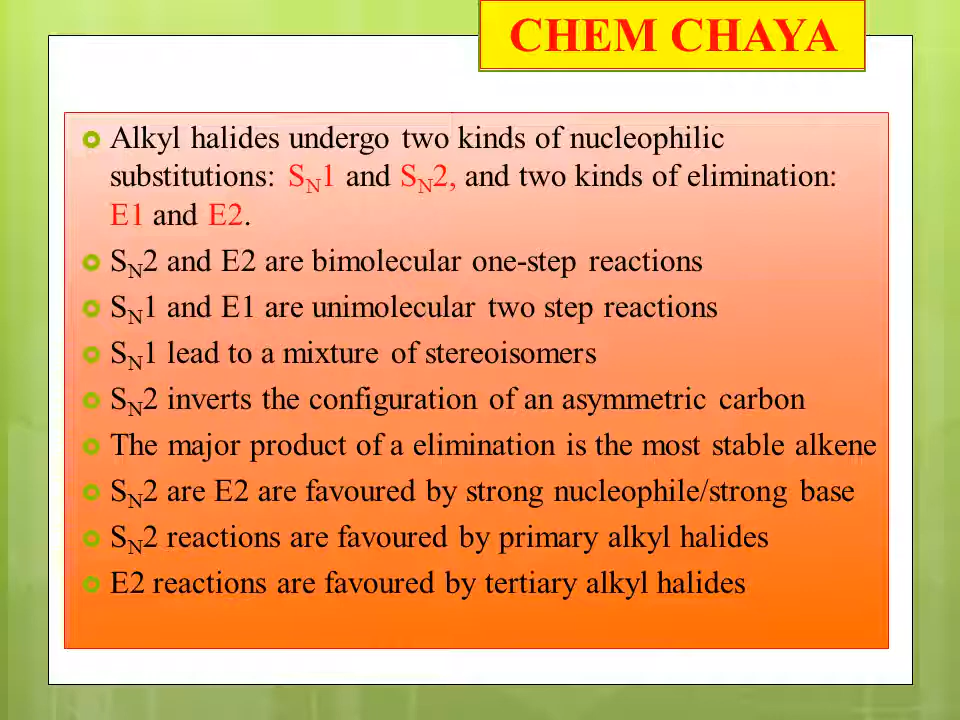 CHEM CHAYA
Alkyl halides undergo two kinds of nucleophilic
substitutions: SN1 and SN2, and two kinds of elimination:
E1 and E2.
SN2 and E2 are bimolecular one-step reactions
SN1 and E1 are unimolecular two step reactions
SN1 lead to a mixture of stereoisomers
SN2 inverts the configuration of an asymmetric carbon
The major product of a elimination is the most stable alkene
SN2 are E2 are favoured by strong nucleophile/strong base
SN2 reactions are favoured by primary alkyl halides
E2 reactions are favoured by tertiary alkyl halides